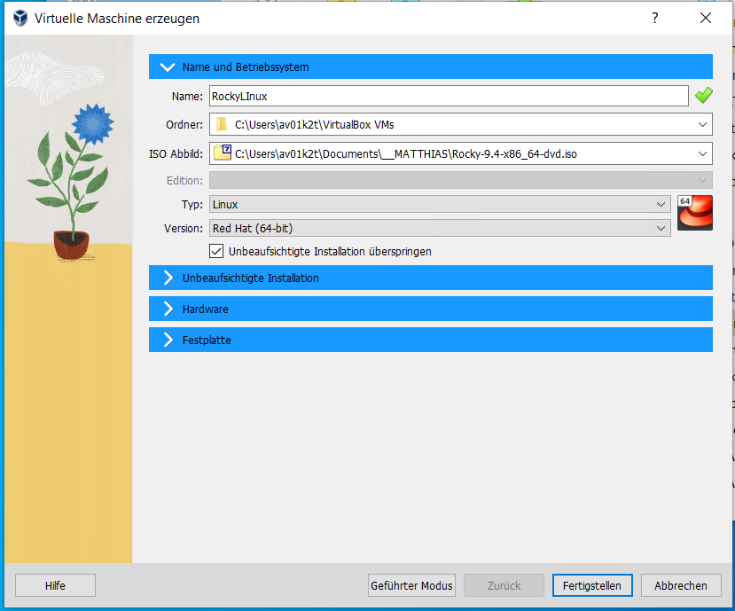 Virtuelle Maschine erzeugen
?
Name und Betriebssystem
Name: RockyLInux
Ordner: C:\Users\av01k2t\VirtualBox VMs
ISO Abbild: C:\Users\av01k2t\Documents\__MATTHIAS\Rocky-9.4-x86_64-dvd.iso
Edition:
Typ: Linux
64
Version: Red Hat (64-bit)
Unbeaufsichtigte Installation überspringen
Unbeaufsichtigte Installation
Hardware
Festplatte
Hilfe Geführter Modus Zurück Fertigstellen Abbrechen